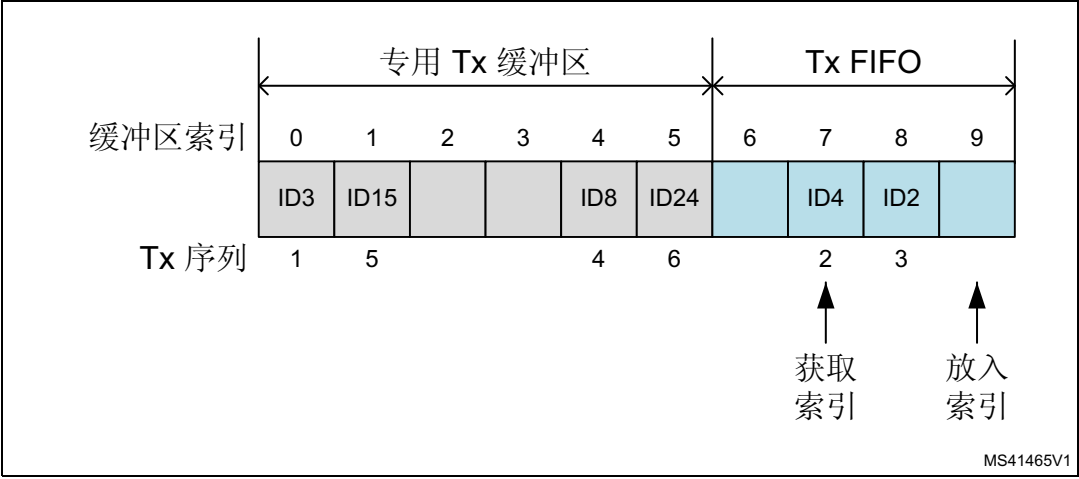 专用 Tx 缓冲区 Tx FIFO
缓冲区索引 0 1 2 3 4 5 6 7 8 9
ID3 ID15 ID8 ID24 ID4 ID2
Tx 序列 1 5 4 6 2 3
获取 放入
索引 索引
MS41465V1